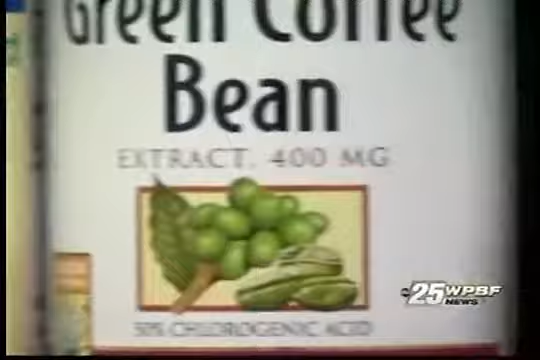 Green Coffee
Bean
EXTRACT, 400 MG
50% CHLOROGENIC ACID
25 WPBF
NEWS